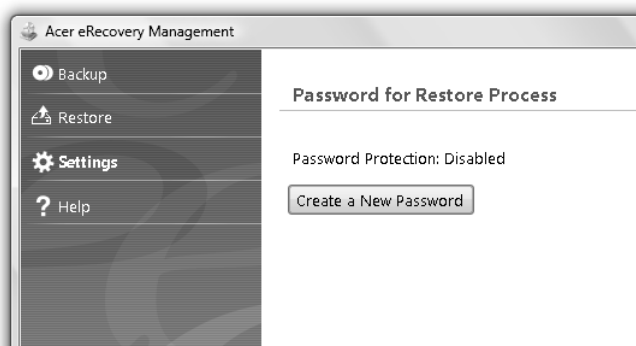 Acer eRecovery Management
Backup
Restore
Settings
Help
Password for Restore Process
Password Protection: Disabled
Create a New Password